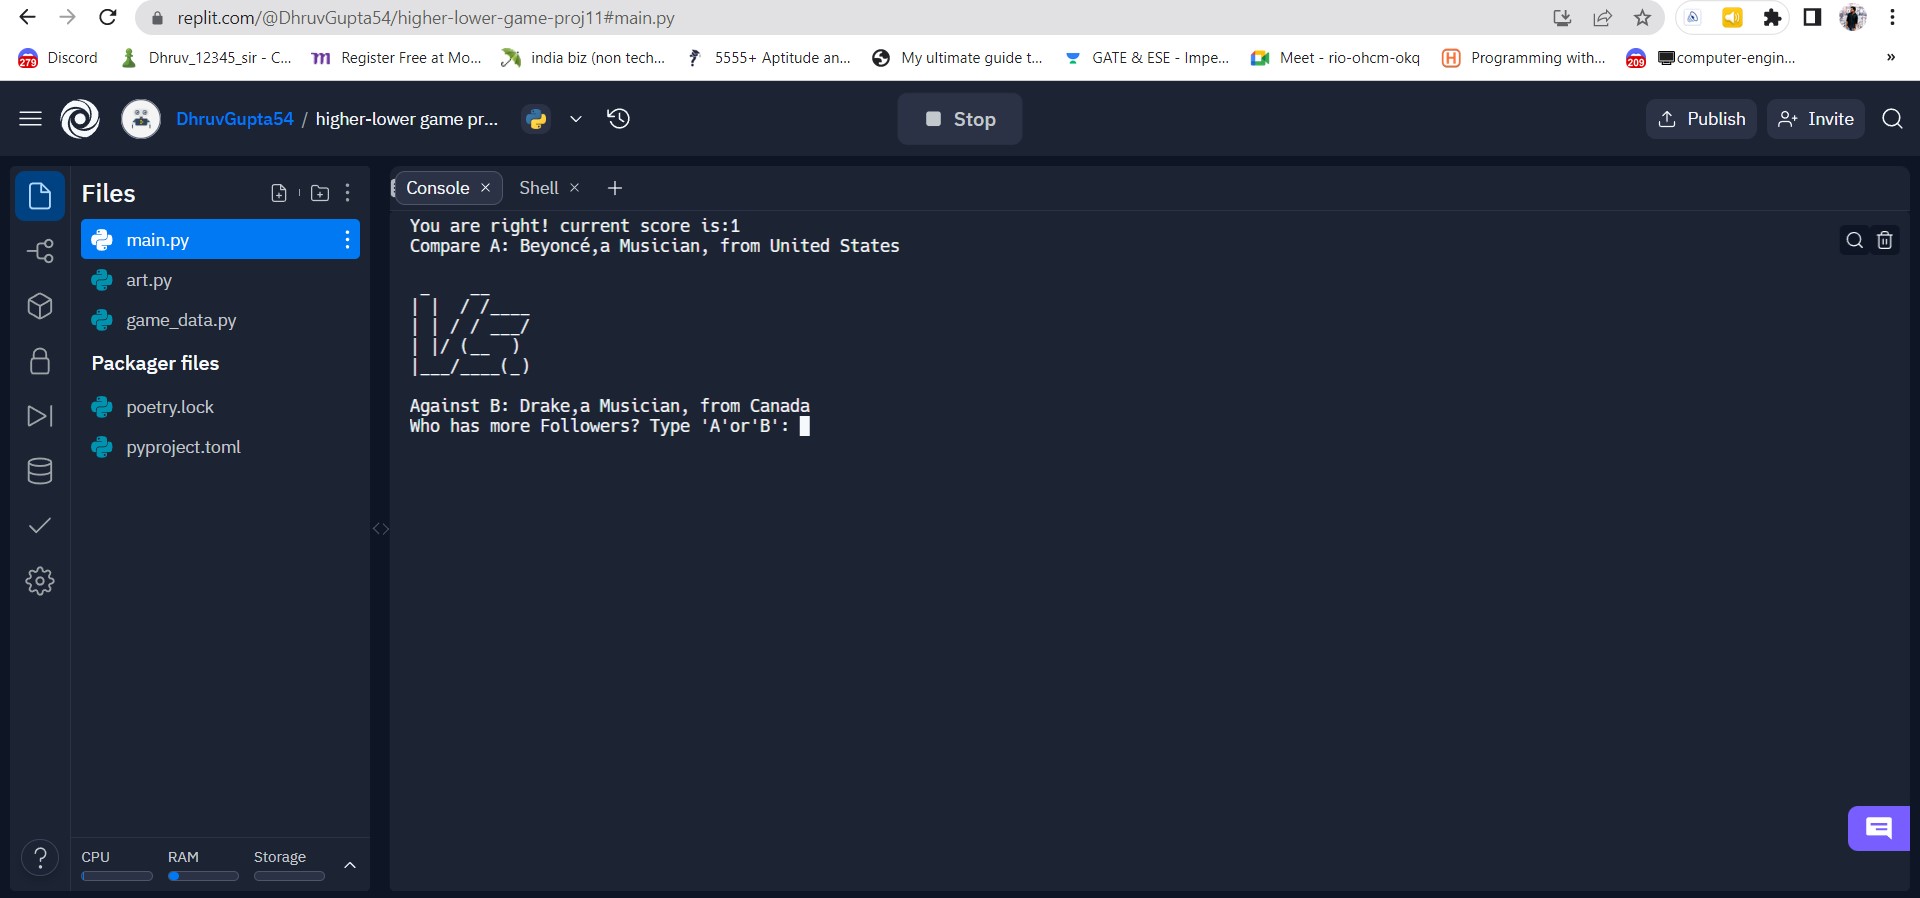 replit.com/@DhruvGupta54/higher-lower-game-proj11#main.py
279 Discord Dhruv_12345_sir - C... m Register Free at Mo... india biz (non tech... 5555+ Aptitude an... My ultimate guide t... GATE & ESE - Impe... Meet - rio-ohcm-okq H Programming with... 209 computer-engin... »
DhruvGupta54 / higher-lower game pr... Stop Publish Invite
Files
main.py
art.py
game_data.py
Packager files
poetry.lock
pyproject.toml
CPU RAM Storage
?
Console × Shell × +
You are right! current score is:1
Compare A: Beyoncé,a Musician, from United States
 _    __
| |  / /____
| | / / ___/
| |/ (__  )
|___/____(_)
Against B: Drake,a Musician, from Canada
Who has more Followers? Type 'A'or'B':